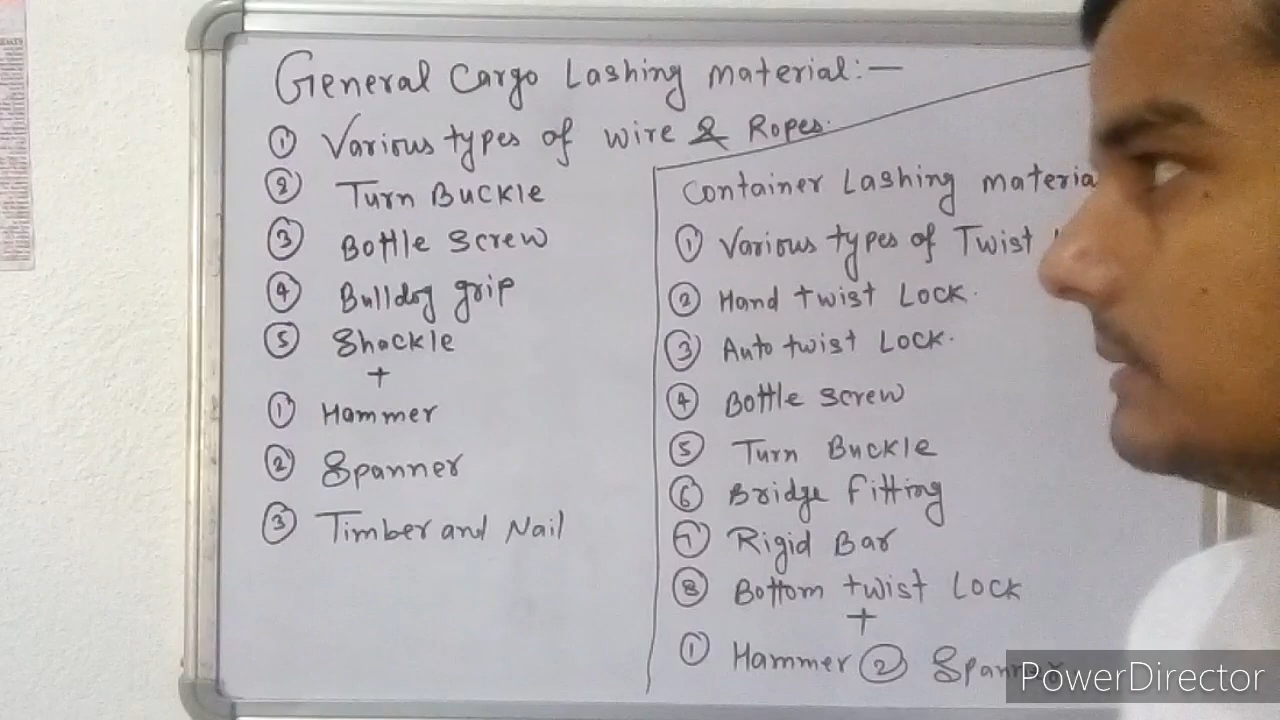 General Cargo Lashing material:—
① Various types of wire & Ropes.
② Turn Buckle
③ Bottle Screw
④ Bulldog grip
⑤ Shackle
+
① Hammer
② Spanner
③ Timber and Nail
Container Lashing materia
① Various types of Twist
② Hand twist Lock.
③ Auto twist Lock.
④ Bottle Screw
⑤ Turn Buckle
⑥ Bridge Fitting
⑦ Rigid Bar
⑧ Bottom twist Lock
+
① Hammer ② Spanner
PowerDirector